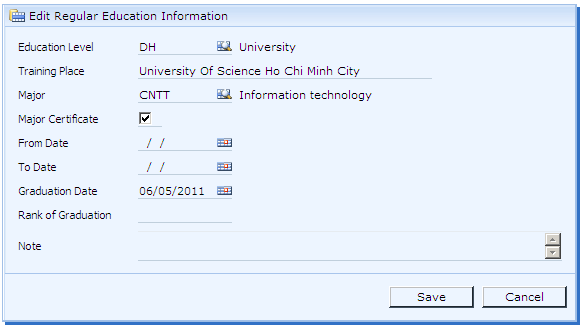 Edit Regular Education Information
Education Level DH University
Training Place University Of Science Ho Chi Minh City
Major CNTT Information technology
Major Certificate
From Date / /
To Date / /
Graduation Date 06/05/2011
Rank of Graduation
Note
Save Cancel